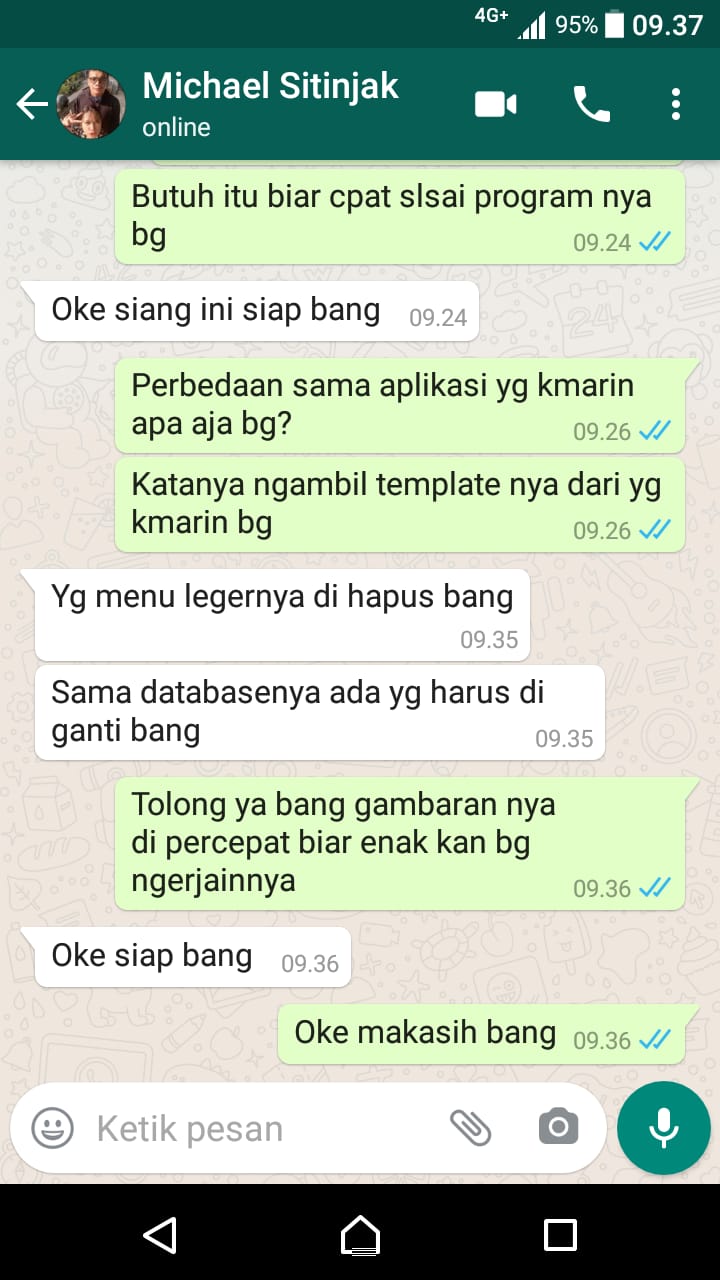 4G+ 95% 09.37
Michael Sitinjak
online
Butuh itu biar cpat slsai program nya
bg
09.24
Oke siang ini siap bang 09.24
Perbedaan sama aplikasi yg kmarin
apa aja bg?
09.26
Katanya ngambil template nya dari yg
kmarin bg
09.26
Yg menu legernya di hapus bang
09.35
Sama databasenya ada yg harus di
ganti bang
09.35
Tolong ya bang gambaran nya
di percepat biar enak kan bg
ngerjainnya
09.36
Oke siap bang 09.36
Oke makasih bang 09.36
Ketik pesan